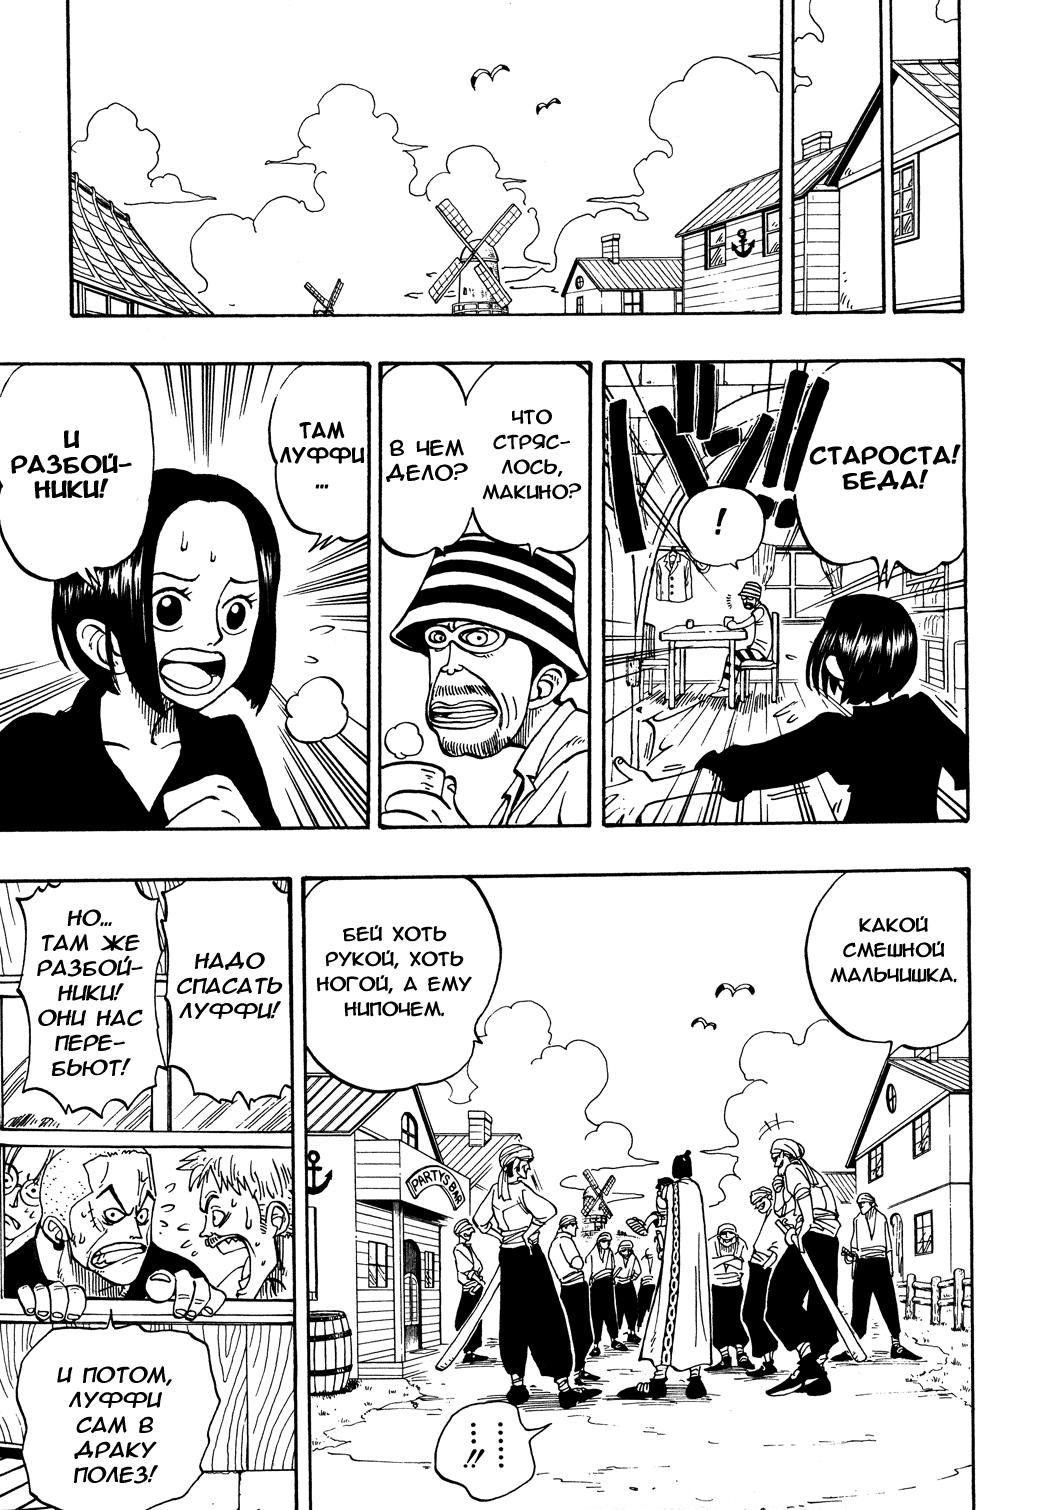 СТАРОСТА!
БЕДА!
!
ЧТО
СТРЯС-
ЛОСЬ,
МАКИНО?
В ЧЕМ
ДЕЛО?
ТАМ
ЛУФФИ
...
И
РАЗБОЙ-
НИКИ!
КАКОЙ
СМЕШНОЙ
МАЛЬЧИШКА.
БЕЙ ХОТЬ
РУКОЙ, ХОТЬ
НОГОЙ, А ЕМУ
НИПОЧЕМ.
PARTYS BAR
......!!
НАДО
СПАСАТЬ
ЛУФФИ!
НО...
ТАМ ЖЕ
РАЗБОЙ-
НИКИ!
ОНИ НАС
ПЕРЕ-
БЬЮТ!
И ПОТОМ,
ЛУФФИ
САМ В
ДРАКУ
ПОЛЕЗ!